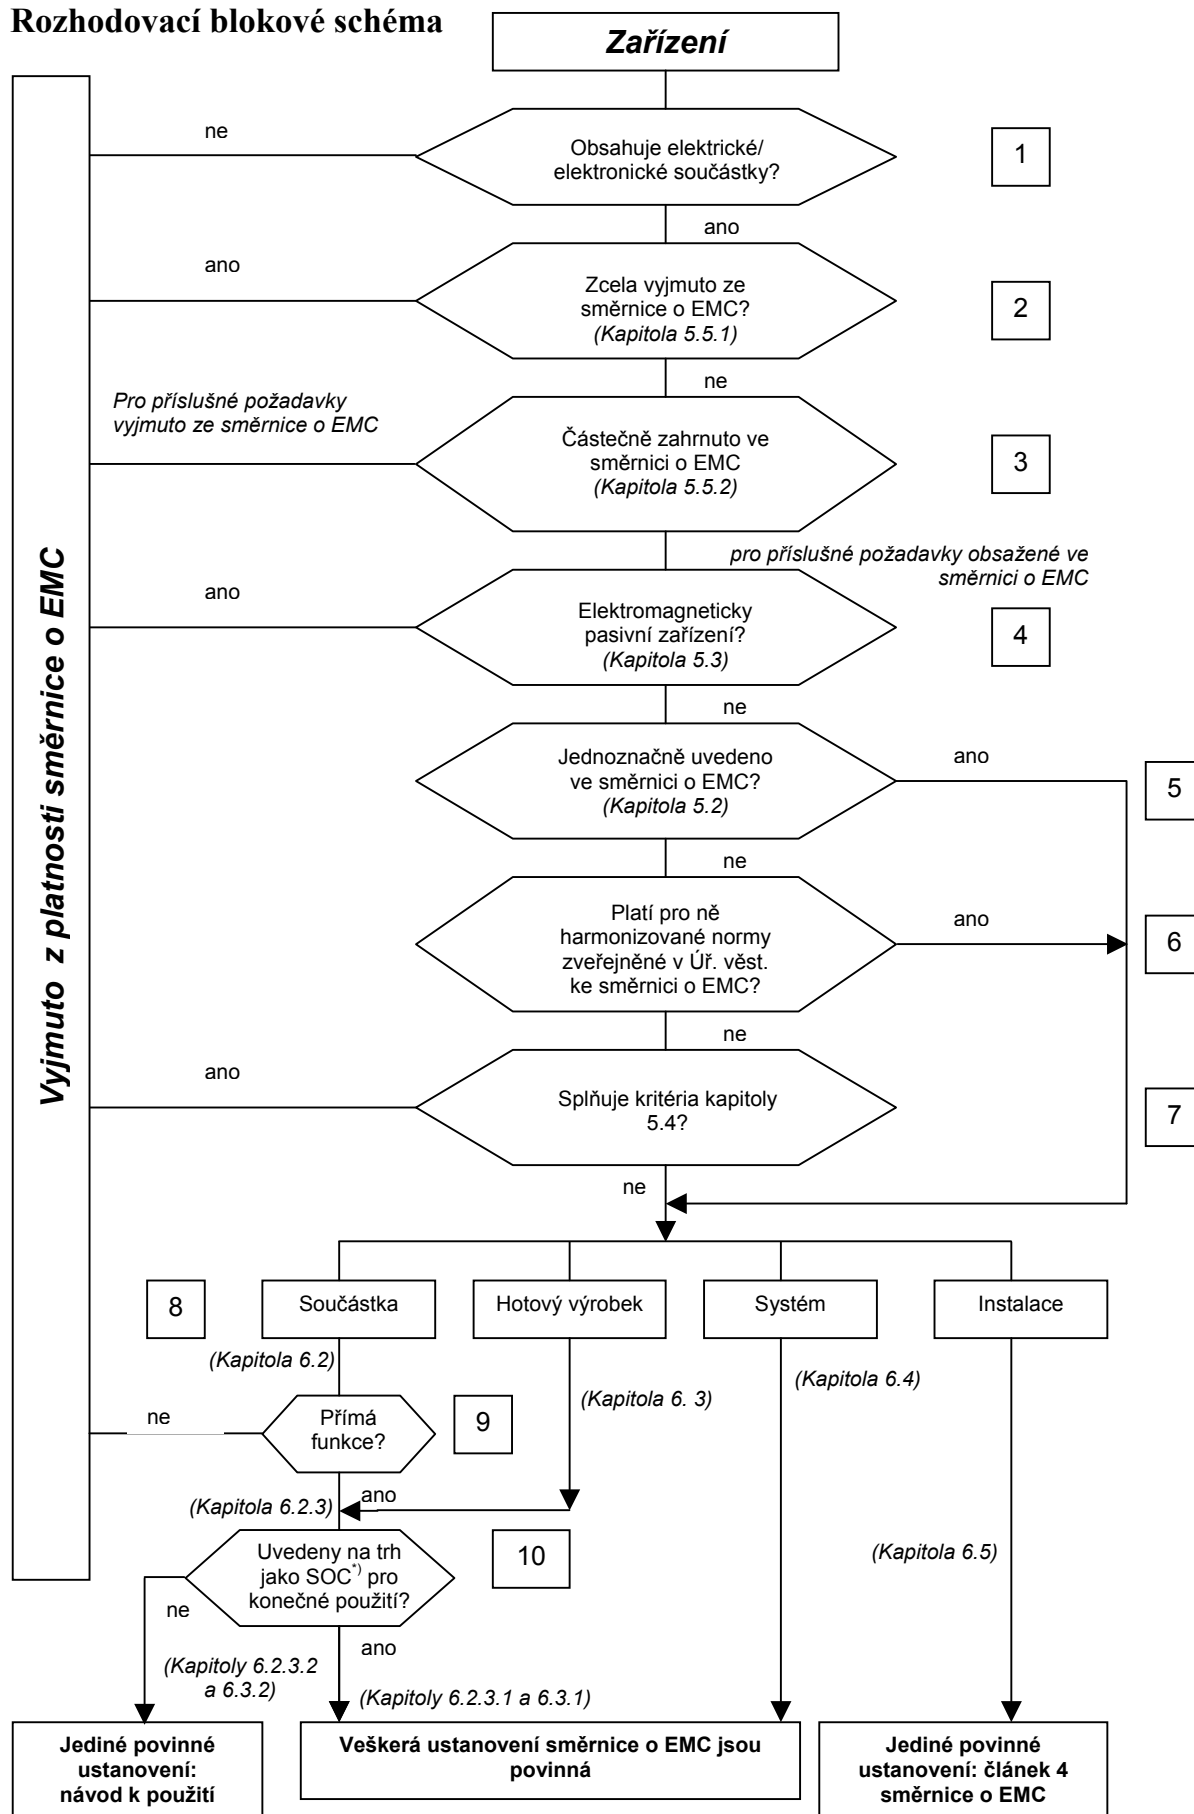 Rozhodovací blokové schéma
Zařízení
ne
Obsahuje elektrické/
elektronické součástky?
1
ano
ano
Zcela vyjmuto ze
směrnice o EMC?
(Kapitola 5.5.1)
2
ne
Pro příslušné požadavky
vyjmuto ze směrnice o EMC
Částečně zahrnuto ve
směrnici o EMC
(Kapitola 5.5.2)
3
pro příslušné požadavky obsažené ve
směrnici o EMC
ano
Elektromagneticky
pasivní zařízení?
(Kapitola 5.3)
4
ne
Vyjmuto z platnosti směrnice o EMC
Jednoznačně uvedeno
ve směrnici o EMC?
(Kapitola 5.2)
ano
5
ne
Platí pro ně
harmonizované normy
zveřejněné v Úř. věst.
ke směrnici o EMC?
ano
6
ne
ano
Splňuje kritéria kapitoly
5.4?
7
ne
8
Součástka
Hotový výrobek
Systém
Instalace
(Kapitola 6.2)
(Kapitola 6. 3)
(Kapitola 6.4)
ne
Přímá
funkce?
9
(Kapitola 6.2.3)
ano
Uvedeny na trh
jako SOC*) pro
konečné použití?
10
(Kapitola 6.5)
ne
ano
(Kapitoly 6.2.3.2
a 6.3.2)
(Kapitoly 6.2.3.1 a 6.3.1)
Jediné povinné
ustanovení:
návod k použití
Veškerá ustanovení směrnice o EMC jsou
povinná
Jediné povinné
ustanovení: článek 4
směrnice o EMC